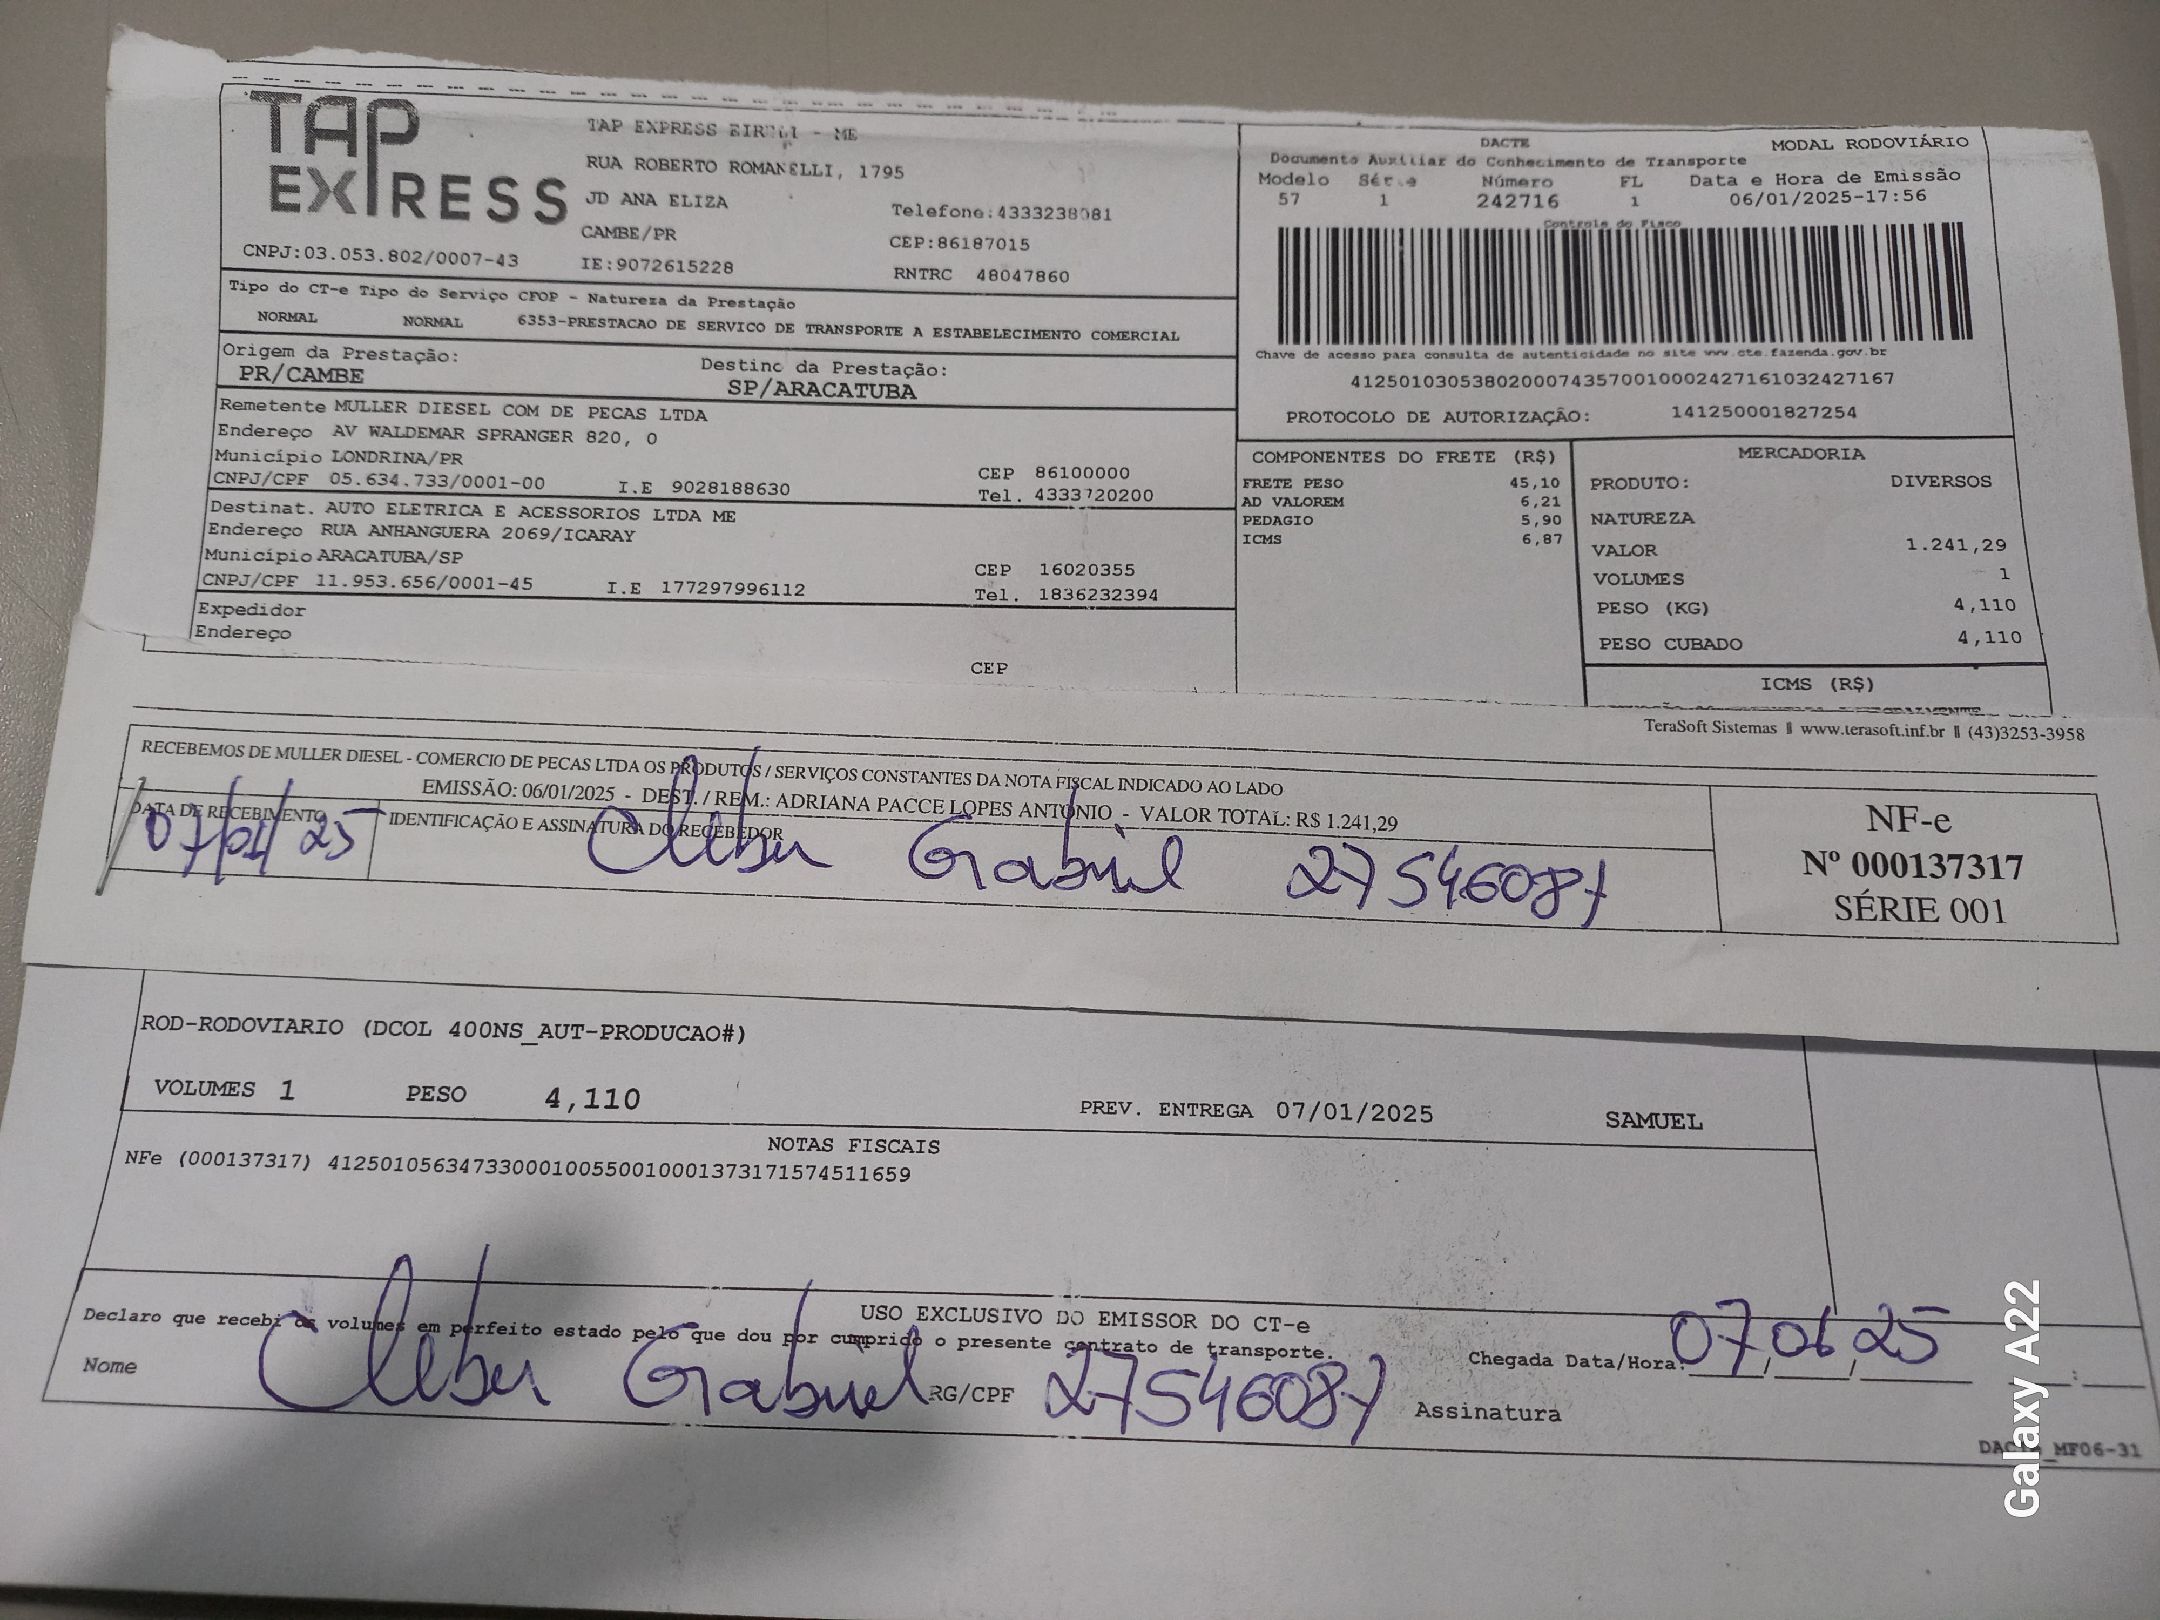 TAP EXPRESS
TAP EXPRESS EIRELI - ME
RUA ROBERTO ROMANELLI, 1795
JD ANA ELIZA
Telefone:4333238081
CAMBE/PR
CEP:86187015
CNPJ:03.053.802/0007-43
IE:9072615228
RNTRC 48047860
Tipo do CT-e Tipo do Serviço CFOP - Natureza da Prestação
NORMAL NORMAL 6353-PRESTACAO DE SERVICO DE TRANSPORTE A ESTABELECIMENTO COMERCIAL
Origem da Prestação:
PR/CAMBE
Destino da Prestação:
SP/ARACATUBA
Remetente MULLER DIESEL COM DE PECAS LTDA
Endereço AV WALDEMAR SPRANGER 820, 0
Município LONDRINA/PR
CEP 86100000
CNPJ/CPF 05.634.733/0001-00 I.E 9028188630 Tel. 4333720200
Destinat. AUTO ELETRICA E ACESSORIOS LTDA ME
Endereço RUA ANHANGUERA 2069/ICARAY
Município ARACATUBA/SP
CEP 16020355
CNPJ/CPF 11.953.656/0001-45 I.E 177297996112 Tel. 1836232394
Expedidor
Endereço
CEP
DACTE MODAL RODOVIÁRIO
Documento Auxiliar do Conhecimento de Transporte
Modelo Série Número FL Data e Hora de Emissão
57 1 242716 1 06/01/2025-17:56
Controle do Fisco
Chave de acesso para consulta de autenticidade no site www.cte.fazenda.gov.br
41250103053802000743570010002427161032427167
PROTOCOLO DE AUTORIZAÇÃO: 141250001827254
COMPONENTES DO FRETE (R$)
FRETE PESO 45,10
AD VALOREM 6,21
PEDAGIO 5,90
ICMS 6,87
MERCADORIA
PRODUTO: DIVERSOS
NATUREZA
VALOR 1.241,29
VOLUMES 1
PESO (KG) 4,110
PESO CUBADO 4,110
ICMS (R$)
TeraSoft Sistemas || www.terasoft.inf.br || (43)3253-3958
RECEBEMOS DE MULLER DIESEL - COMERCIO DE PECAS LTDA OS PRODUTOS / SERVIÇOS CONSTANTES DA NOTA FISCAL INDICADO AO LADO
EMISSÃO: 06/01/2025 - DEST. / REM.: ADRIANA PACCE LOPES ANTONIO - VALOR TOTAL: R$ 1.241,29
DATA DE RECEBIMENTO
IDENTIFICAÇÃO E ASSINATURA DO RECEBEDOR
07/01/25 Cleber Gabriel 27546087
NF-e
Nº 000137317
SÉRIE 001
ROD-RODOVIARIO (DCOL 400NS_AUT-PRODUCAO#)
VOLUMES 1 PESO 4,110 PREV. ENTREGA 07/01/2025 SAMUEL
NOTAS FISCAIS
NFe (000137317) 41250105634733000100550010001373171574511659
USO EXCLUSIVO DO EMISSOR DO CT-e
Declaro que recebi os volumes em perfeito estado pelo que dou por cumprido o presente contrato de transporte.
Chegada Data/Hora: 07/01/25
Nome Cleber Gabriel RG/CPF 27546087 Assinatura
MF06-31
Galaxy A22